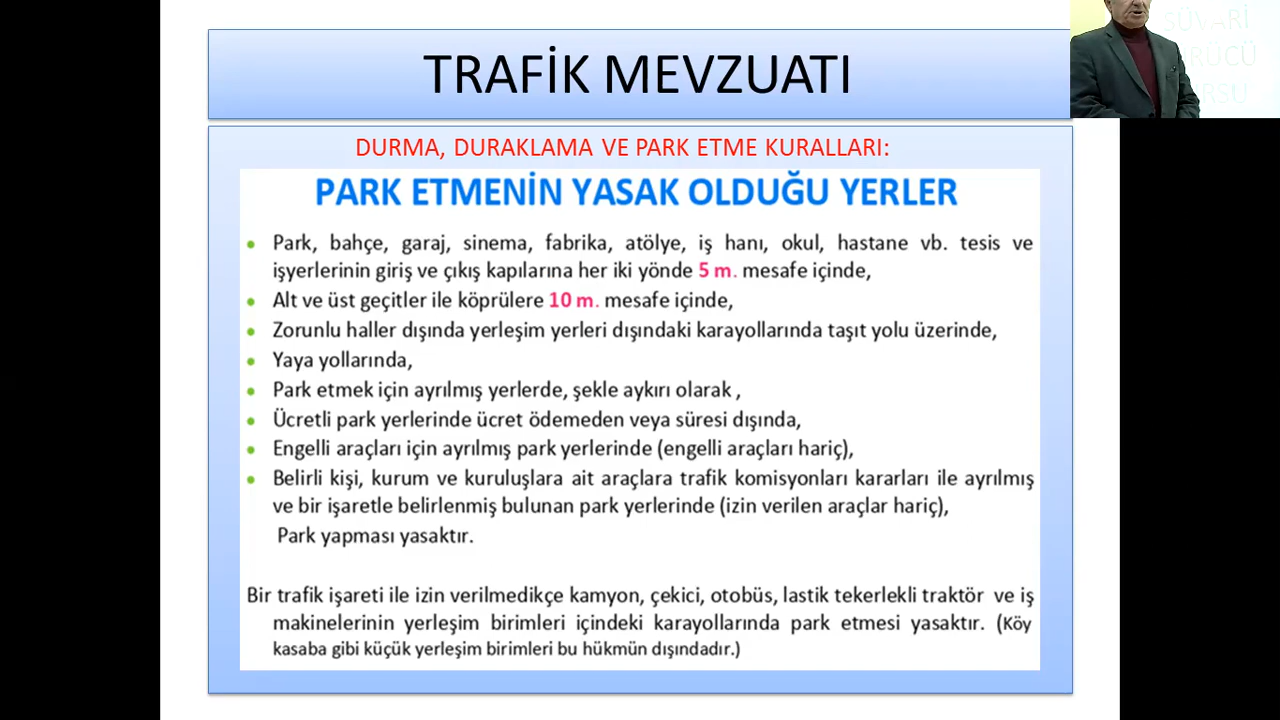 TRAFİK MEVZUATI
SÜVARİ
SÜRÜCÜ
KURSU
DURMA, DURAKLAMA VE PARK ETME KURALLARI:
PARK ETMENİN YASAK OLDUĞU YERLER
• Park, bahçe, garaj, sinema, fabrika, atölye, iş hanı, okul, hastane vb. tesis ve
işyerlerinin giriş ve çıkış kapılarına her iki yönde 5 m. mesafe içinde,
• Alt ve üst geçitler ile köprülere 10 m. mesafe içinde,
• Zorunlu haller dışında yerleşim yerleri dışındaki karayollarında taşıt yolu üzerinde,
• Yaya yollarında,
• Park etmek için ayrılmış yerlerde, şekle aykırı olarak ,
• Ücretli park yerlerinde ücret ödemeden veya süresi dışında,
• Engelli araçları için ayrılmış park yerlerinde (engelli araçları hariç),
• Belirli kişi, kurum ve kuruluşlara ait araçlara trafik komisyonları kararları ile ayrılmış
ve bir işaretle belirlenmiş bulunan park yerlerinde (izin verilen araçlar hariç),
Park yapması yasaktır.
Bir trafik işareti ile izin verilmedikçe kamyon, çekici, otobüs, lastik tekerlekli traktör ve iş
makinelerinin yerleşim birimleri içindeki karayollarında park etmesi yasaktır. (Köy
kasaba gibi küçük yerleşim birimleri bu hükmün dışındadır.)